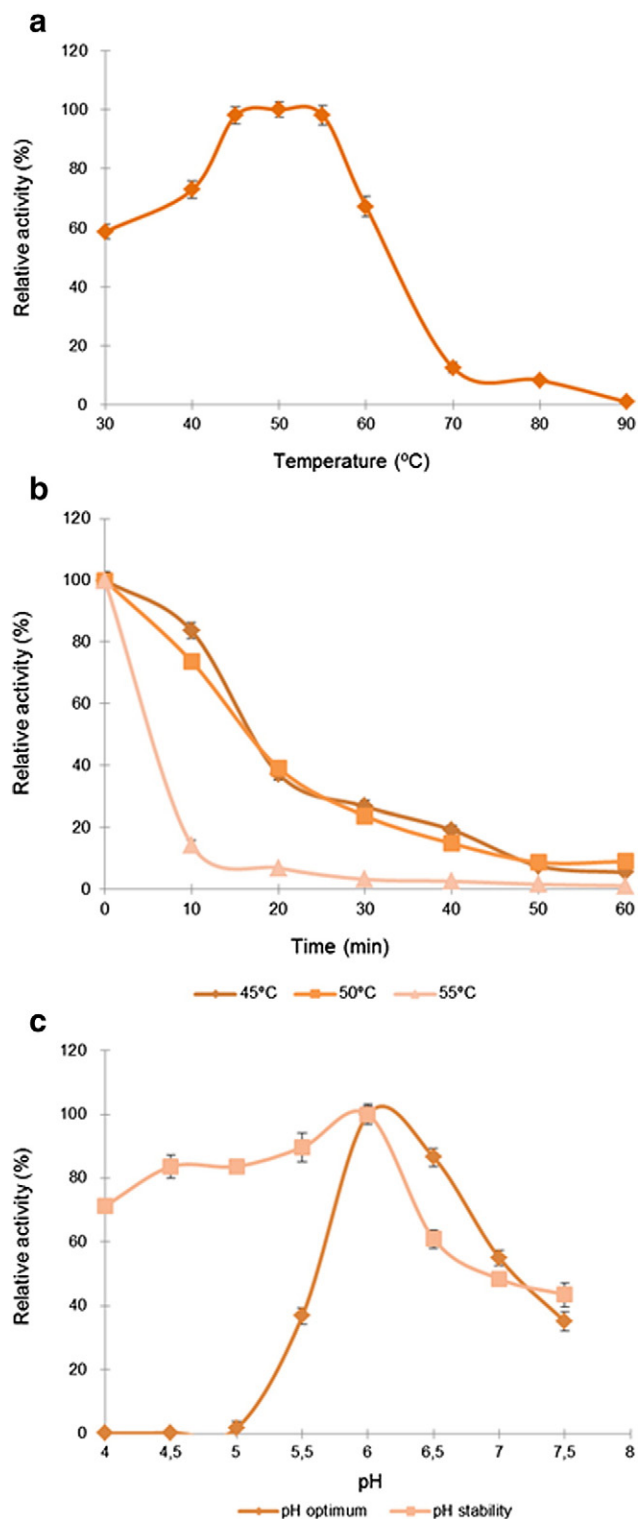 a
120
100
80
60
40
20
0
30 40 50 60 70 80 90
Relative activity (%)
Temperature (ºC)
b
120
100
80
60
40
20
0
0 10 20 30 40 50 60
Relative activity (%)
Time (min)
45ºC 50ºC 55ºC
c
120
100
80
60
40
20
0
4 4,5 5 5,5 6 6,5 7 7,5 8
Relative activity (%)
pH
pH optimum pH stability